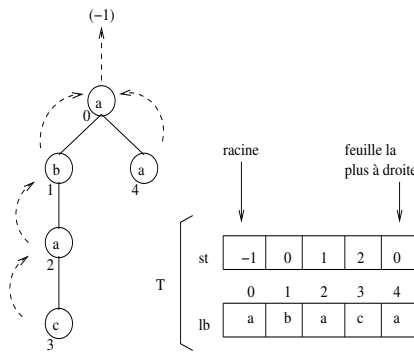 (−1)
a
0
b
1
a
4
a
2
c
3
racine
feuille la
plus à droite
T
st
−1 0 1 2 0
0 1 2 3 4
lb
a b a c a